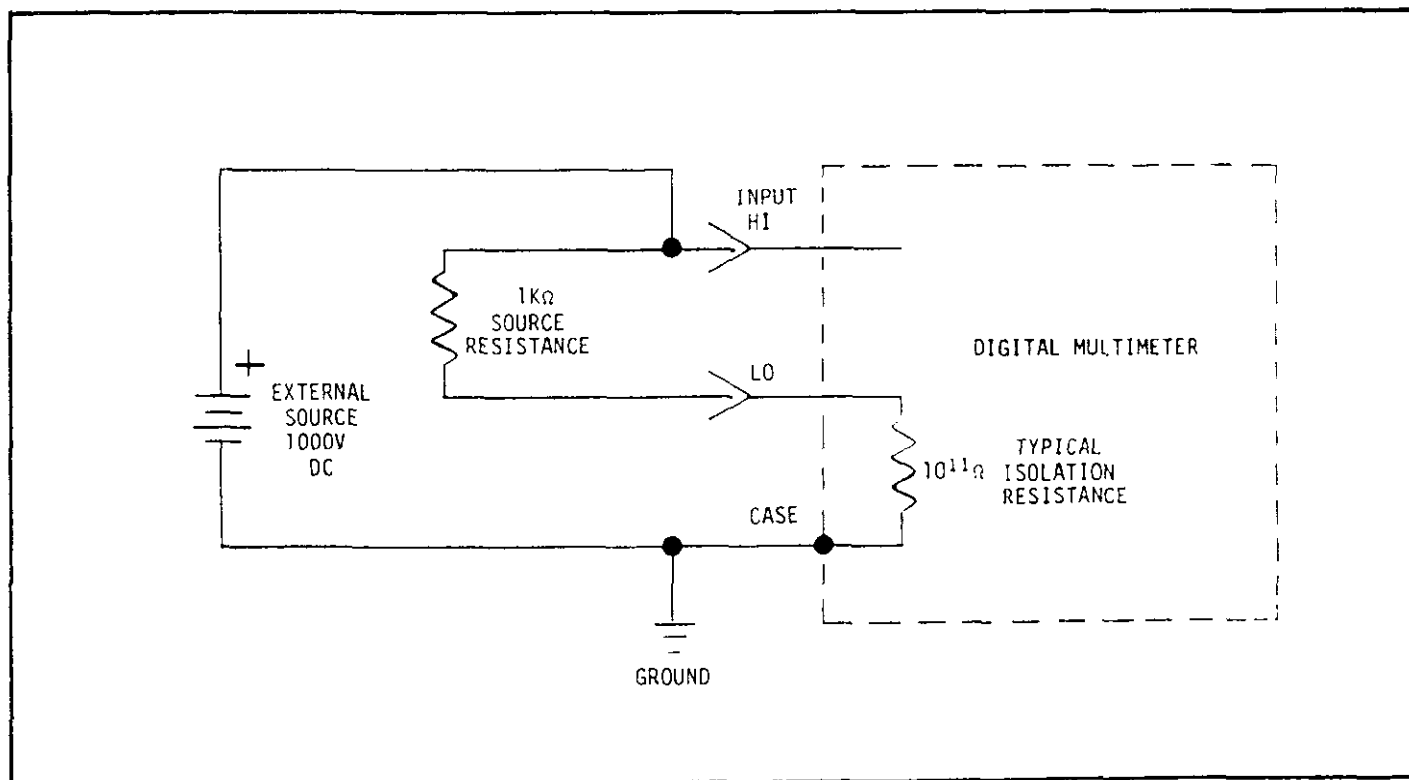 INPUT
HI
1KΩ
SOURCE
RESISTANCE
DIGITAL MULTIMETER
LO
+
EXTERNAL
SOURCE
1000V
DC
10¹¹Ω
TYPICAL
ISOLATION
RESISTANCE
CASE
GROUND